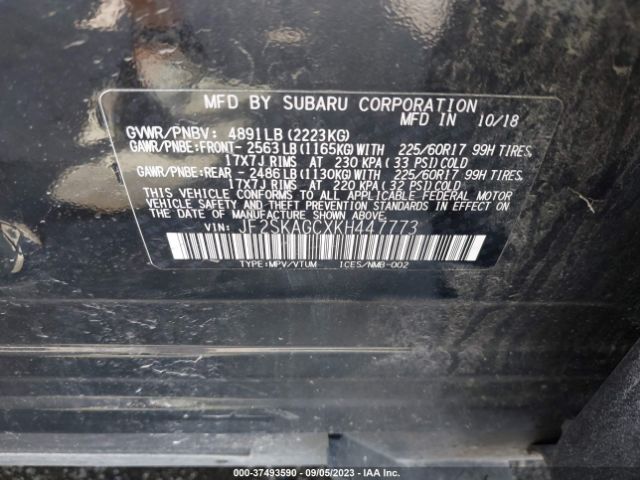 MFD BY SUBARU CORPORATION
MFD IN 10/18
GVWR/PNBV: 4891LB(2223KG)
GAWR/PNBE:FRONT- 2563LB(1165KG)WITH 225/60R17 99H TIRES,
17X7J RIMS AT 230 KPA(33 PSI)COLD
GAWR/PNBE:REAR - 2486LB(1130KG)WITH 225/60R17 99H TIRES,
17X7J RIMS AT 220 KPA(32 PSI)COLD
THIS VEHICLE CONFORMS TO ALL APPLICABLE FEDERAL MOTOR
VEHICLE SAFETY AND THEFT PREVENTION STANDARDS IN EFFECT
ON THE DATE OF MANUFACTURE SHOWN ABOVE.
VIN: JF2SKAGCXKH447773
TYPE:MPV/VTUM ICES/NMB-002
000-37493590 - 09/05/2023 - IAA Inc.